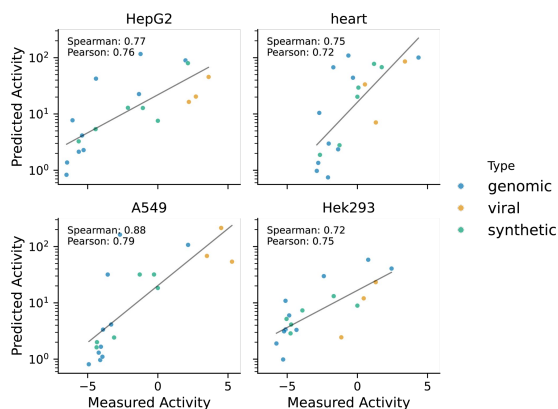 HepG2
heart
Spearman: 0.77
Pearson: 0.76
Spearman: 0.75
Pearson: 0.72
Predicted Activity
10²
10¹
10⁰
Type
genomic
viral
synthetic
A549
Hek293
Spearman: 0.88
Pearson: 0.79
Spearman: 0.72
Pearson: 0.75
Predicted Activity
10²
10¹
10⁰
−5 0 5
−5 0 5
Measured Activity
Measured Activity